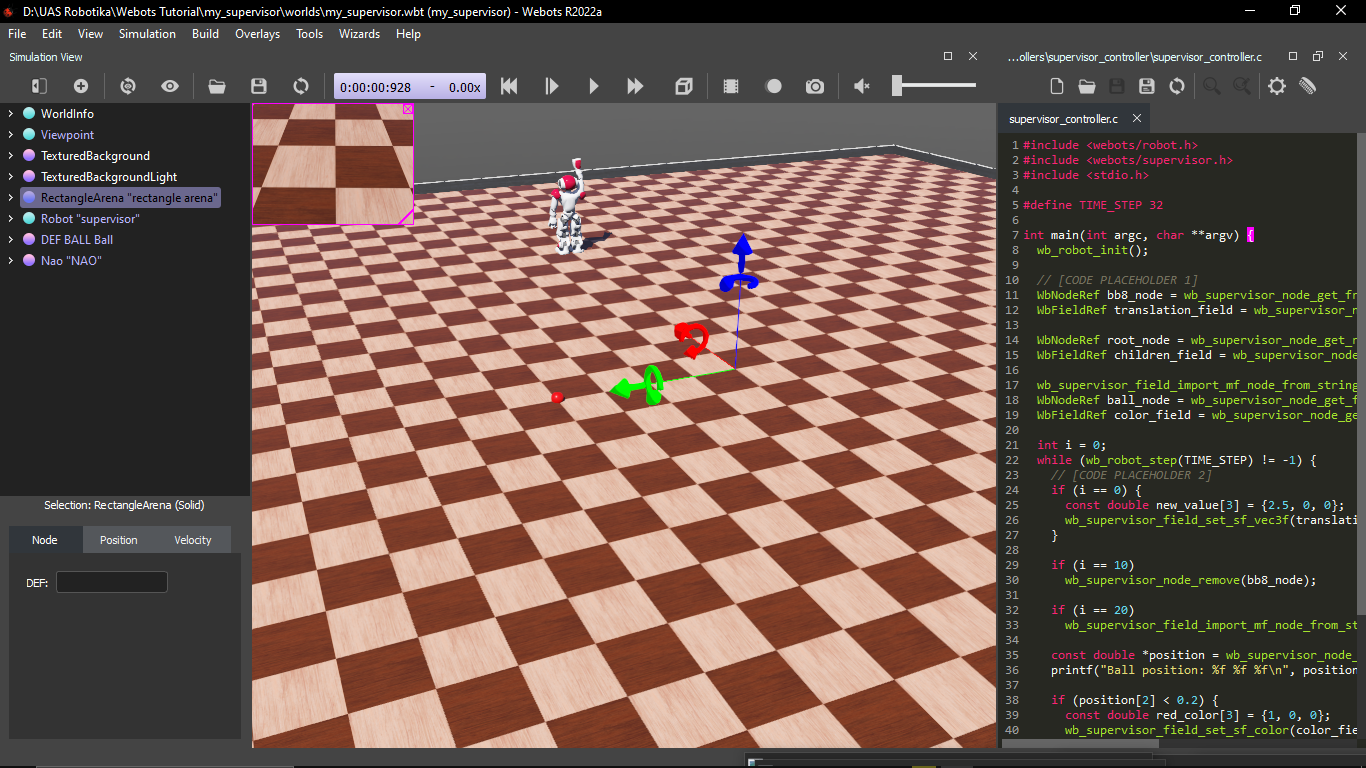 D:\UAS Robotika\Webots Tutorial\my_supervisor\worlds\my_supervisor.wbt (my_supervisor) - Webots R2022a
File Edit View Simulation Build Overlays Tools Wizards Help
Simulation View
...ollers\supervisor_controller\supervisor_controller.c
0:00:00:928 - 0.00x
WorldInfo
Viewpoint
TexturedBackground
TexturedBackgroundLight
RectangleArena "rectangle arena"
Robot "supervisor"
DEF BALL Ball
Nao "NAO"
Selection: RectangleArena (Solid)
Node Position Velocity
DEF:
supervisor_controller.c
1 #include <webots/robot.h>
2 #include <webots/supervisor.h>
3 #include <stdio.h>
4
5 #define TIME_STEP 32
6
7 int main(int argc, char **argv) {
8 wb_robot_init();
9
10 // [CODE PLACEHOLDER 1]
11 WbNodeRef bb8_node = wb_supervisor_node_get_fr
12 WbFieldRef translation_field = wb_supervisor_n
13
14 WbNodeRef root_node = wb_supervisor_node_get_r
15 WbFieldRef children_field = wb_supervisor_node
16
17 wb_supervisor_field_import_mf_node_from_string
18 WbNodeRef ball_node = wb_supervisor_node_get_f
19 WbFieldRef color_field = wb_supervisor_node_ge
20
21 int i = 0;
22 while (wb_robot_step(TIME_STEP) != -1) {
23 // [CODE PLACEHOLDER 2]
24 if (i == 0) {
25 const double new_value[3] = {2.5, 0, 0};
26 wb_supervisor_field_set_sf_vec3f(translati
27 }
28
29 if (i == 10)
30 wb_supervisor_node_remove(bb8_node);
31
32 if (i == 20)
33 wb_supervisor_field_import_mf_node_from_st
34
35 const double *position = wb_supervisor_node_
36 printf("Ball position: %f %f %f\n", position
37
38 if (position[2] < 0.2) {
39 const double red_color[3] = {1, 0, 0};
40 wb_supervisor_field_set_sf_color(color_fie